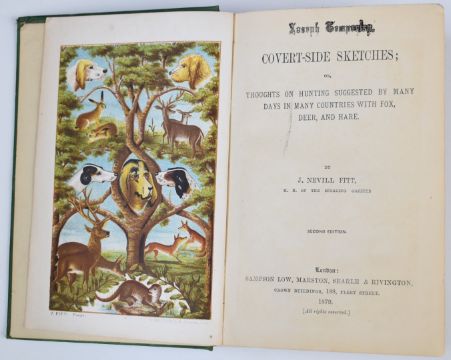 COVERT-SIDE SKETCHES;
OR,
THOUGHTS ON HUNTING SUGGESTED BY MANY
DAYS IN MANY COUNTRIES WITH FOX,
DEER, AND HARE.
BY
J. NEVILL FITT,
H. H. OF THE SPORTING GAZETTE
SECOND EDITION.
London:
SAMPSON LOW, MARSTON, SEARLE & RIVINGTON,
CROWN BUILDINGS, 188, FLEET STREET.
1879.
[All rights reserved.]